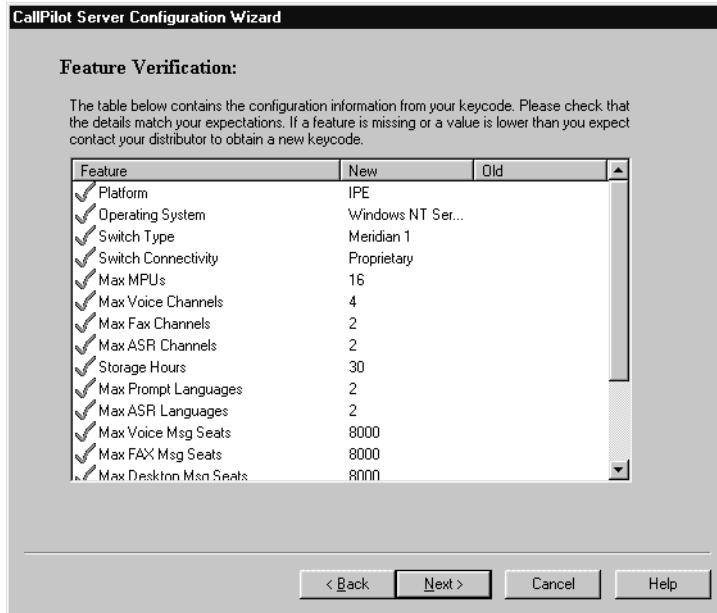 CallPilot Server Configuration Wizard
Feature Verification:
The table below contains the configuration information from your keycode. Please check that
the details match your expectations. If a feature is missing or a value is lower than you expect
contact your distributor to obtain a new keycode.
Feature New Old
Platform IPE
Operating System Windows NT Ser...
Switch Type Meridian 1
Switch Connectivity Proprietary
Max MPUs 16
Max Voice Channels 4
Max Fax Channels 2
Max ASR Channels 2
Storage Hours 30
Max Prompt Languages 2
Max ASR Languages 2
Max Voice Msg Seats 8000
Max FAX Msg Seats 8000
Max Desktop Msg Seats 8000
< Back Next > Cancel Help